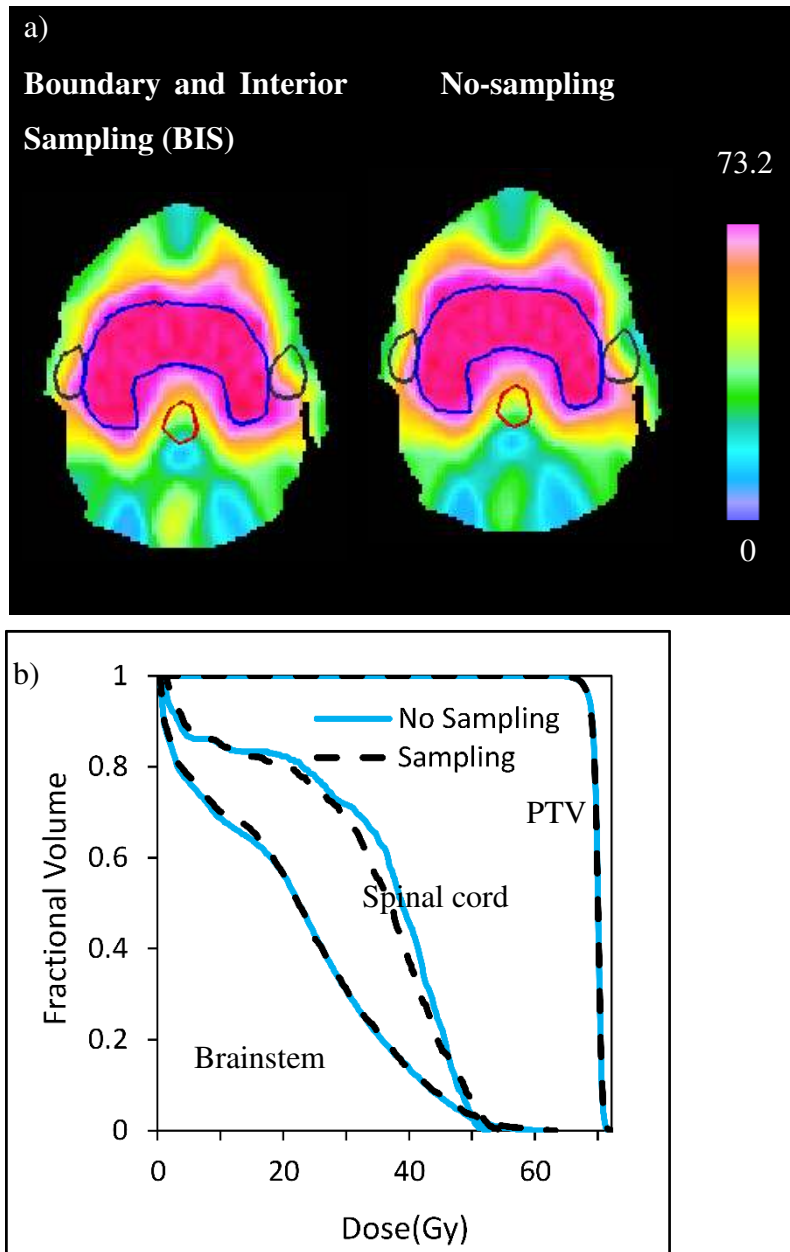 a)
Boundary and Interior
Sampling (BIS)
No-sampling
73.2
0
b)
1
0.8
0.6
0.4
0.2
0
Fractional Volume
No Sampling
Sampling
PTV
Spinal cord
Brainstem
0 20 40 60
Dose(Gy)